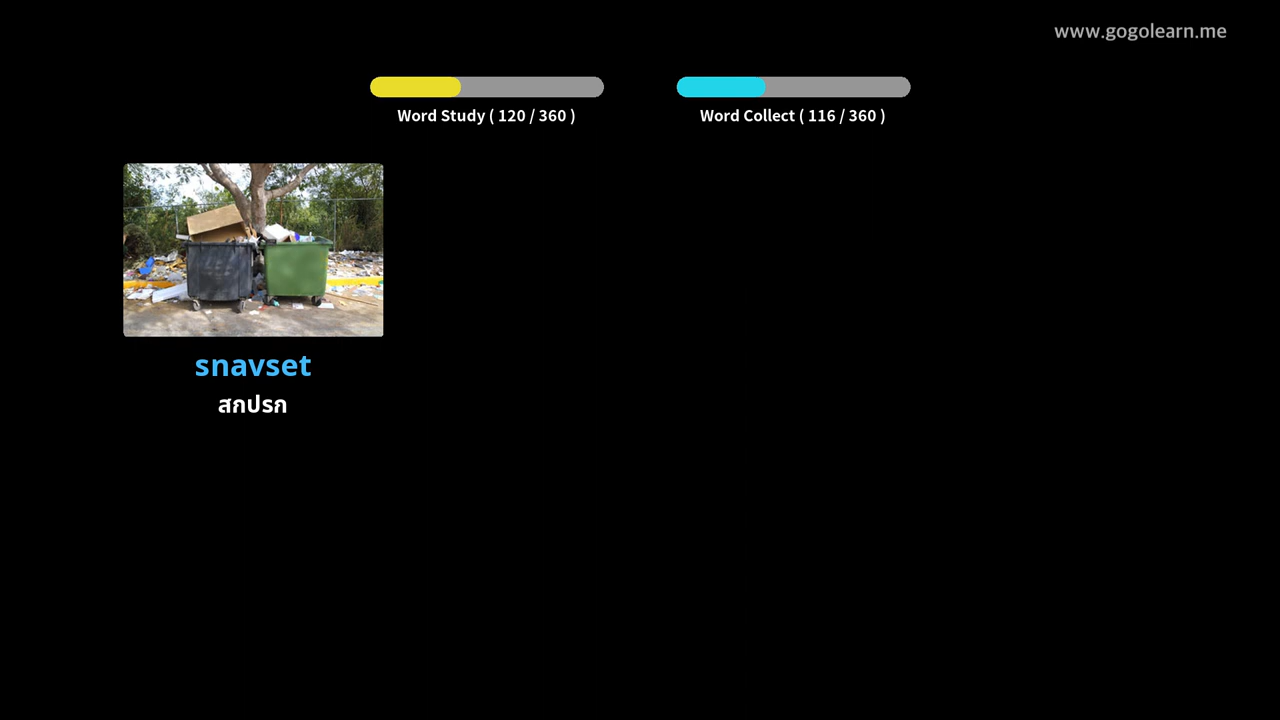 www.gogolearn.me
Word Study ( 120 / 360 )
Word Collect ( 116 / 360 )
snavset
สกปรก